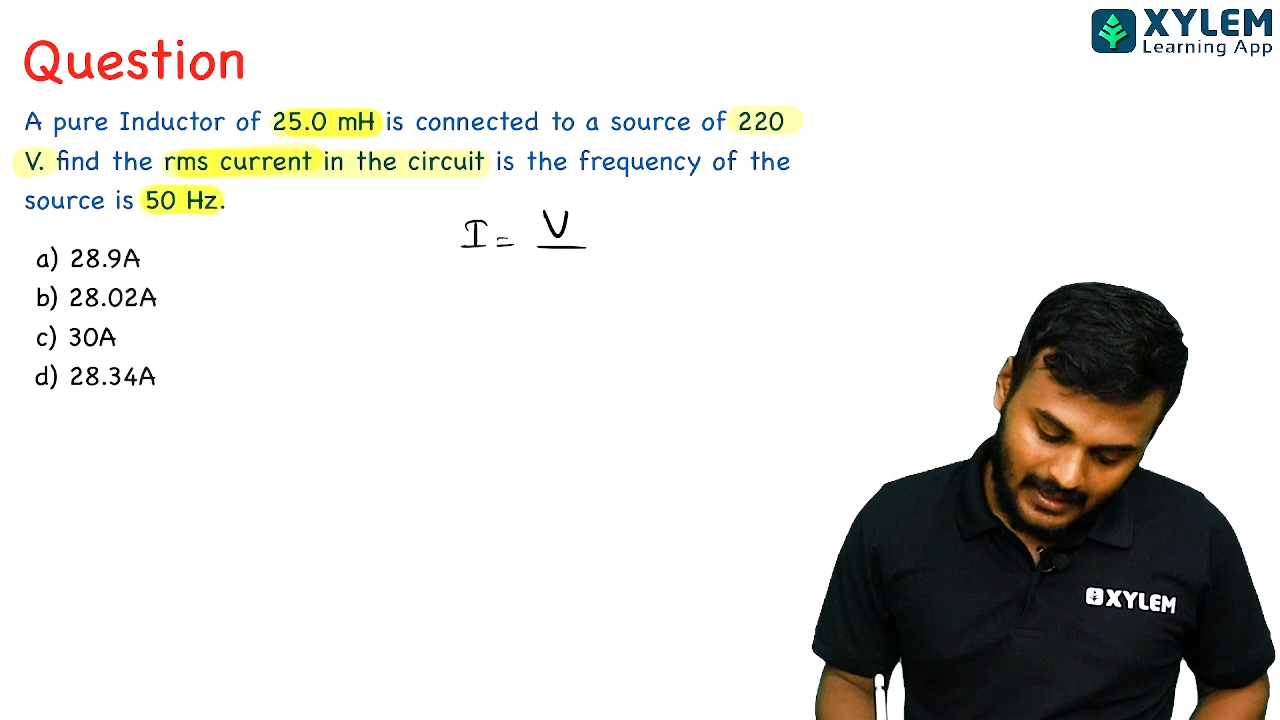 XYLEM
Learning App
Question
A pure Inductor of 25.0 mH is connected to a source of 220
V. find the rms current in the circuit is the frequency of the
source is 50 Hz.
I = V
a) 28.9A
b) 28.02A
c) 30A
d) 28.34A
XYLEM
Learning App
XYLEM